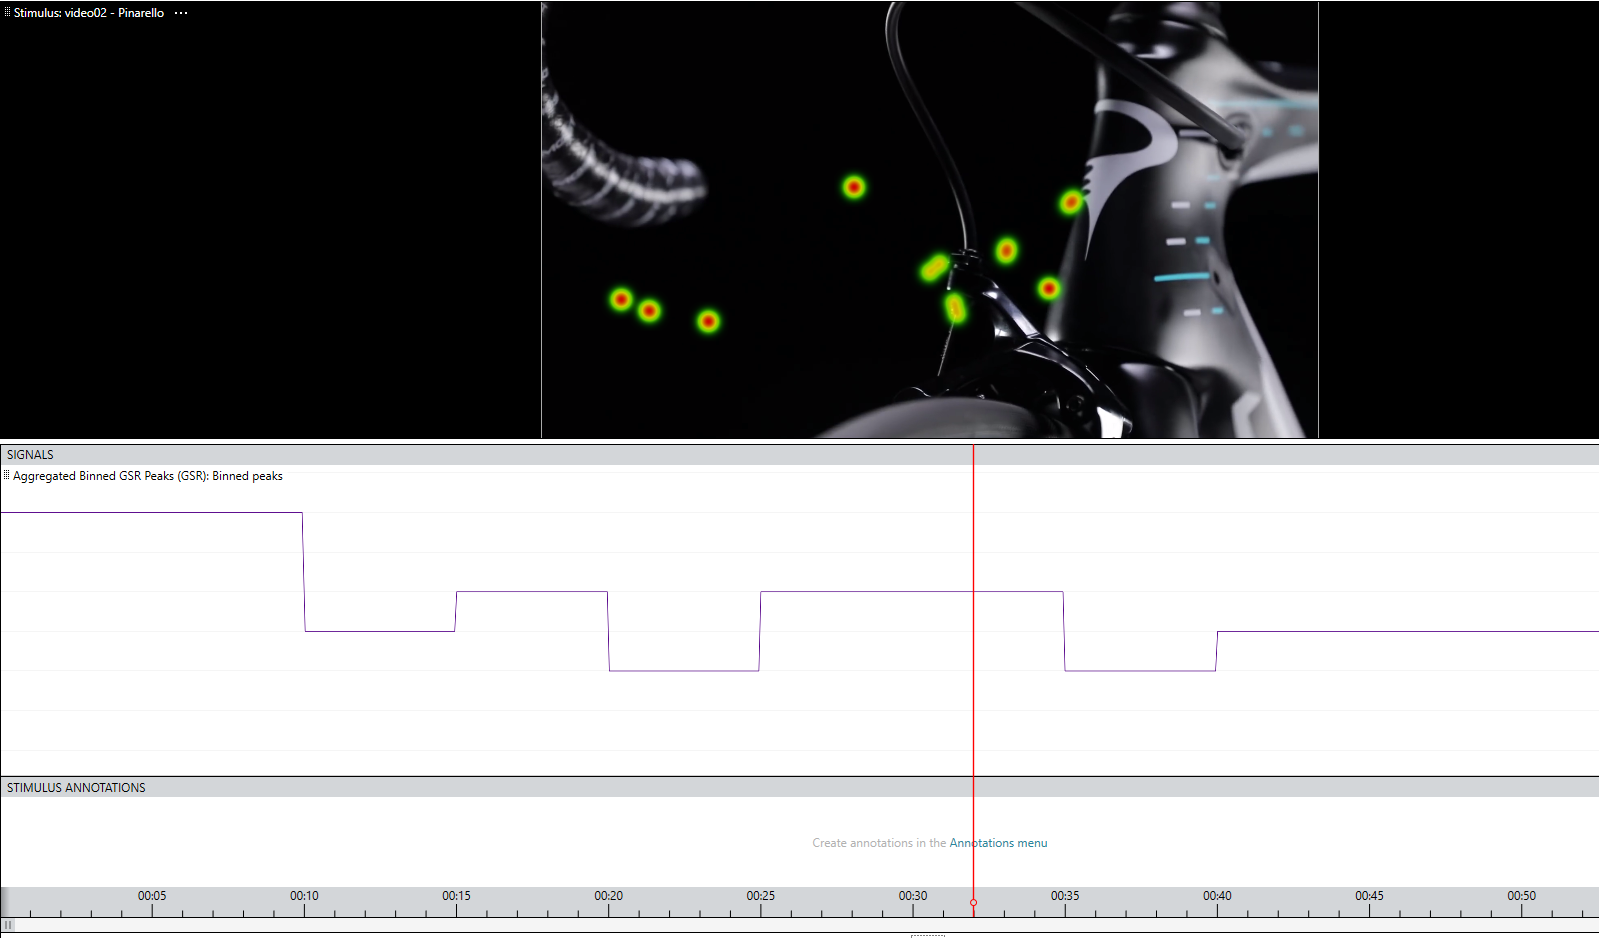 Stimulus: video02 - Pinarello ···
SIGNALS
Aggregated Binned GSR Peaks (GSR): Binned peaks
STIMULUS ANNOTATIONS
Create annotations in the Annotations menu
00:05 00:10 00:15 00:20 00:25 00:30 00:35 00:40 00:45 00:50